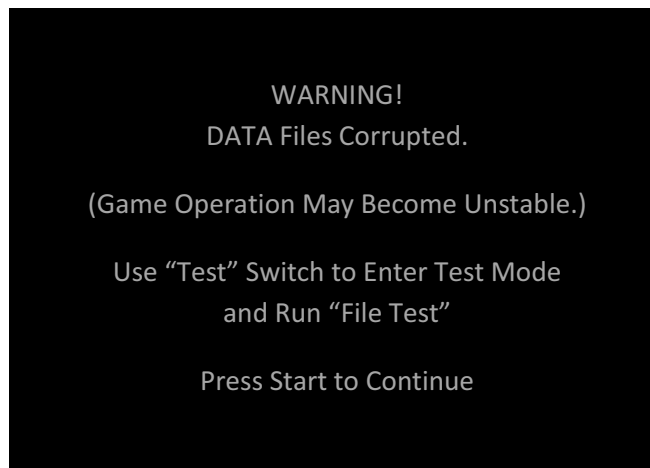 WARNING!
DATA Files Corrupted.
(Game Operation May Become Unstable.)
Use “Test” Switch to Enter Test Mode
and Run “File Test”
Press Start to Continue